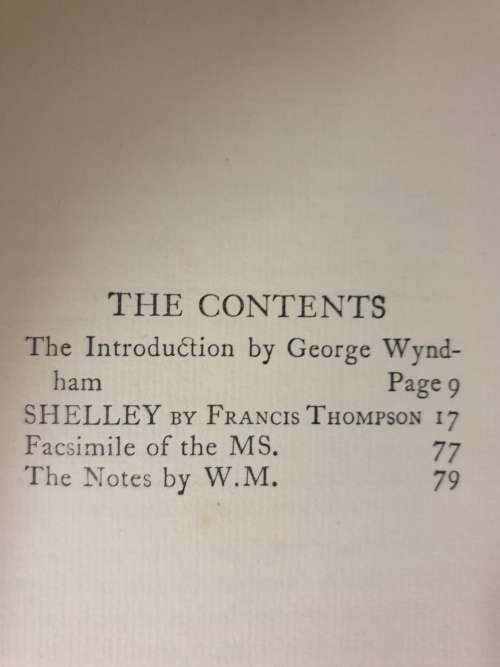 THE CONTENTS
The Introduction by George Wynd-
ham Page 9
SHELLEY BY FRANCIS THOMPSON 17
Facsimile of the MS. 77
The Notes by W.M. 79